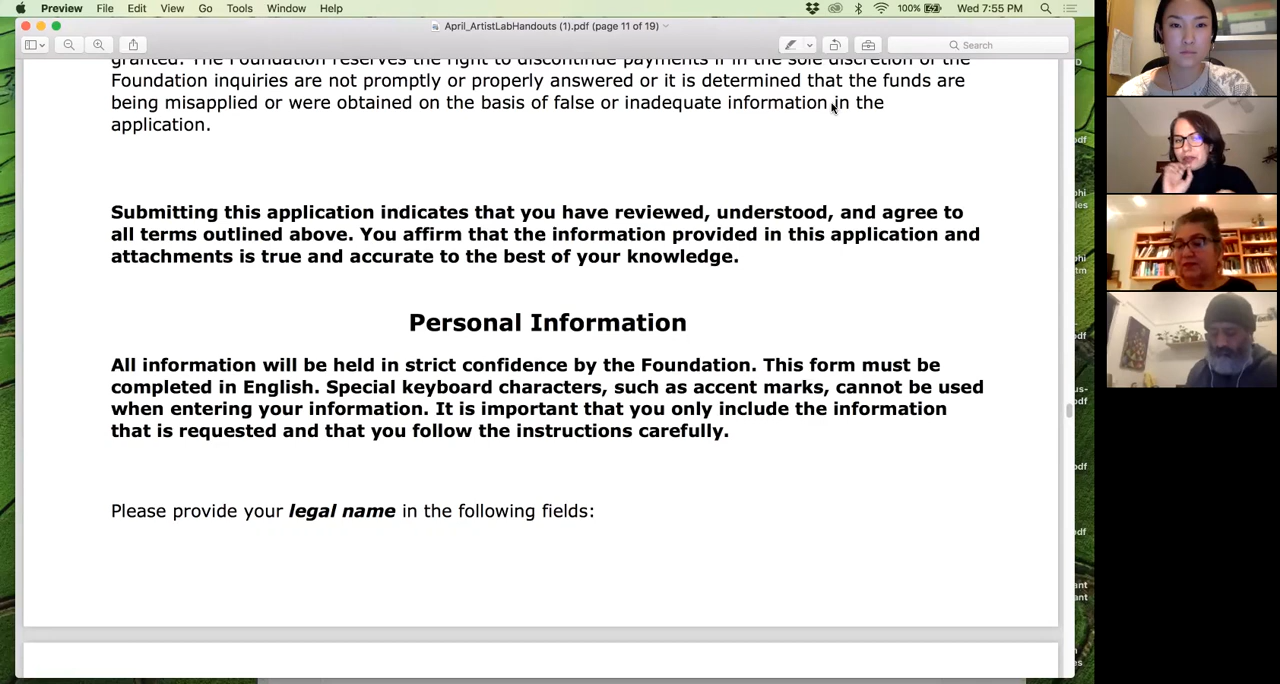 Preview File Edit View Go Tools Window Help 100% Wed 7:55 PM
April_ArtistLabHandouts (1).pdf (page 11 of 19)
Search
granted. The Foundation reserves the right to discontinue payments if in the sole discretion of the
Foundation inquiries are not promptly or properly answered or it is determined that the funds are
being misapplied or were obtained on the basis of false or inadequate information in the
application.
Submitting this application indicates that you have reviewed, understood, and agree to
all terms outlined above. You affirm that the information provided in this application and
attachments is true and accurate to the best of your knowledge.
Personal Information
All information will be held in strict confidence by the Foundation. This form must be
completed in English. Special keyboard characters, such as accent marks, cannot be used
when entering your information. It is important that you only include the information
that is requested and that you follow the instructions carefully.
Please provide your legal name in the following fields: